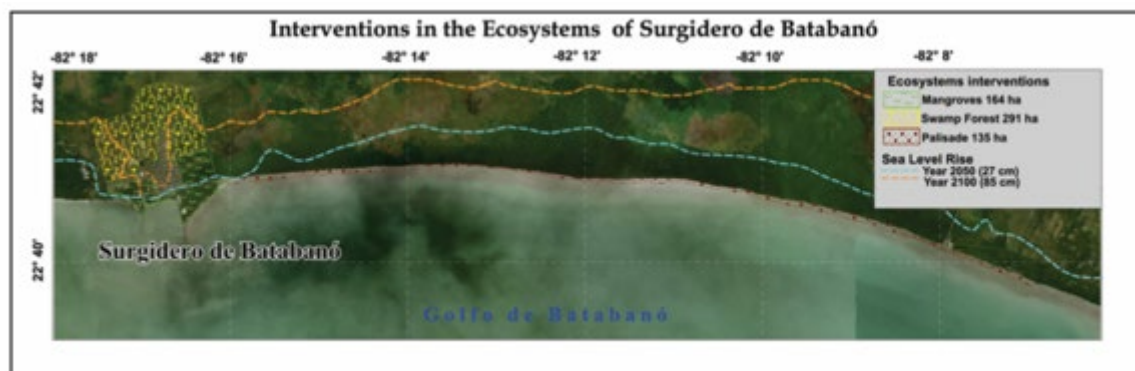 Interventions in the Ecosystems of Surgidero de Batabanó
-82° 18' -82° 16' -82° 14' -82° 12' -82° 10' -82° 8'
22° 42'
Ecosystems interventions
Mangroves 164 ha
Swamp Forest 291 ha
Palisade 135 ha
Sea Level Rise
Year 2050 (27 cm)
Year 2100 (85 cm)
22° 40'
Surgidero de Batabanó
Golfo de Batabanó